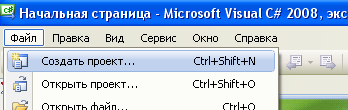 Начальная страница - Microsoft Visual C# 2008, экс
Файл Правка Вид Сервис Окно Справка
Создать проект... Ctrl+Shift+N
Открыть проект... Ctrl+Shift+O
Открыть файл... Ctrl+O